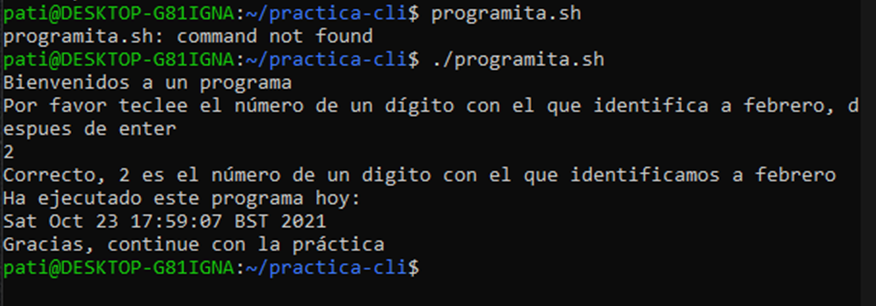 pati@DESKTOP-G81IGNA:~/practica-cli$ programita.sh
programita.sh: command not found
pati@DESKTOP-G81IGNA:~/practica-cli$ ./programita.sh
Bienvenidos a un programa
Por favor teclee el número de un dígito con el que identifica a febrero, d
espues de enter
2
Correcto, 2 es el número de un digito con el que identificamos a febrero
Ha ejecutado este programa hoy:
Sat Oct 23 17:59:07 BST 2021
Gracias, continue con la práctica
pati@DESKTOP-G81IGNA:~/practica-cli$